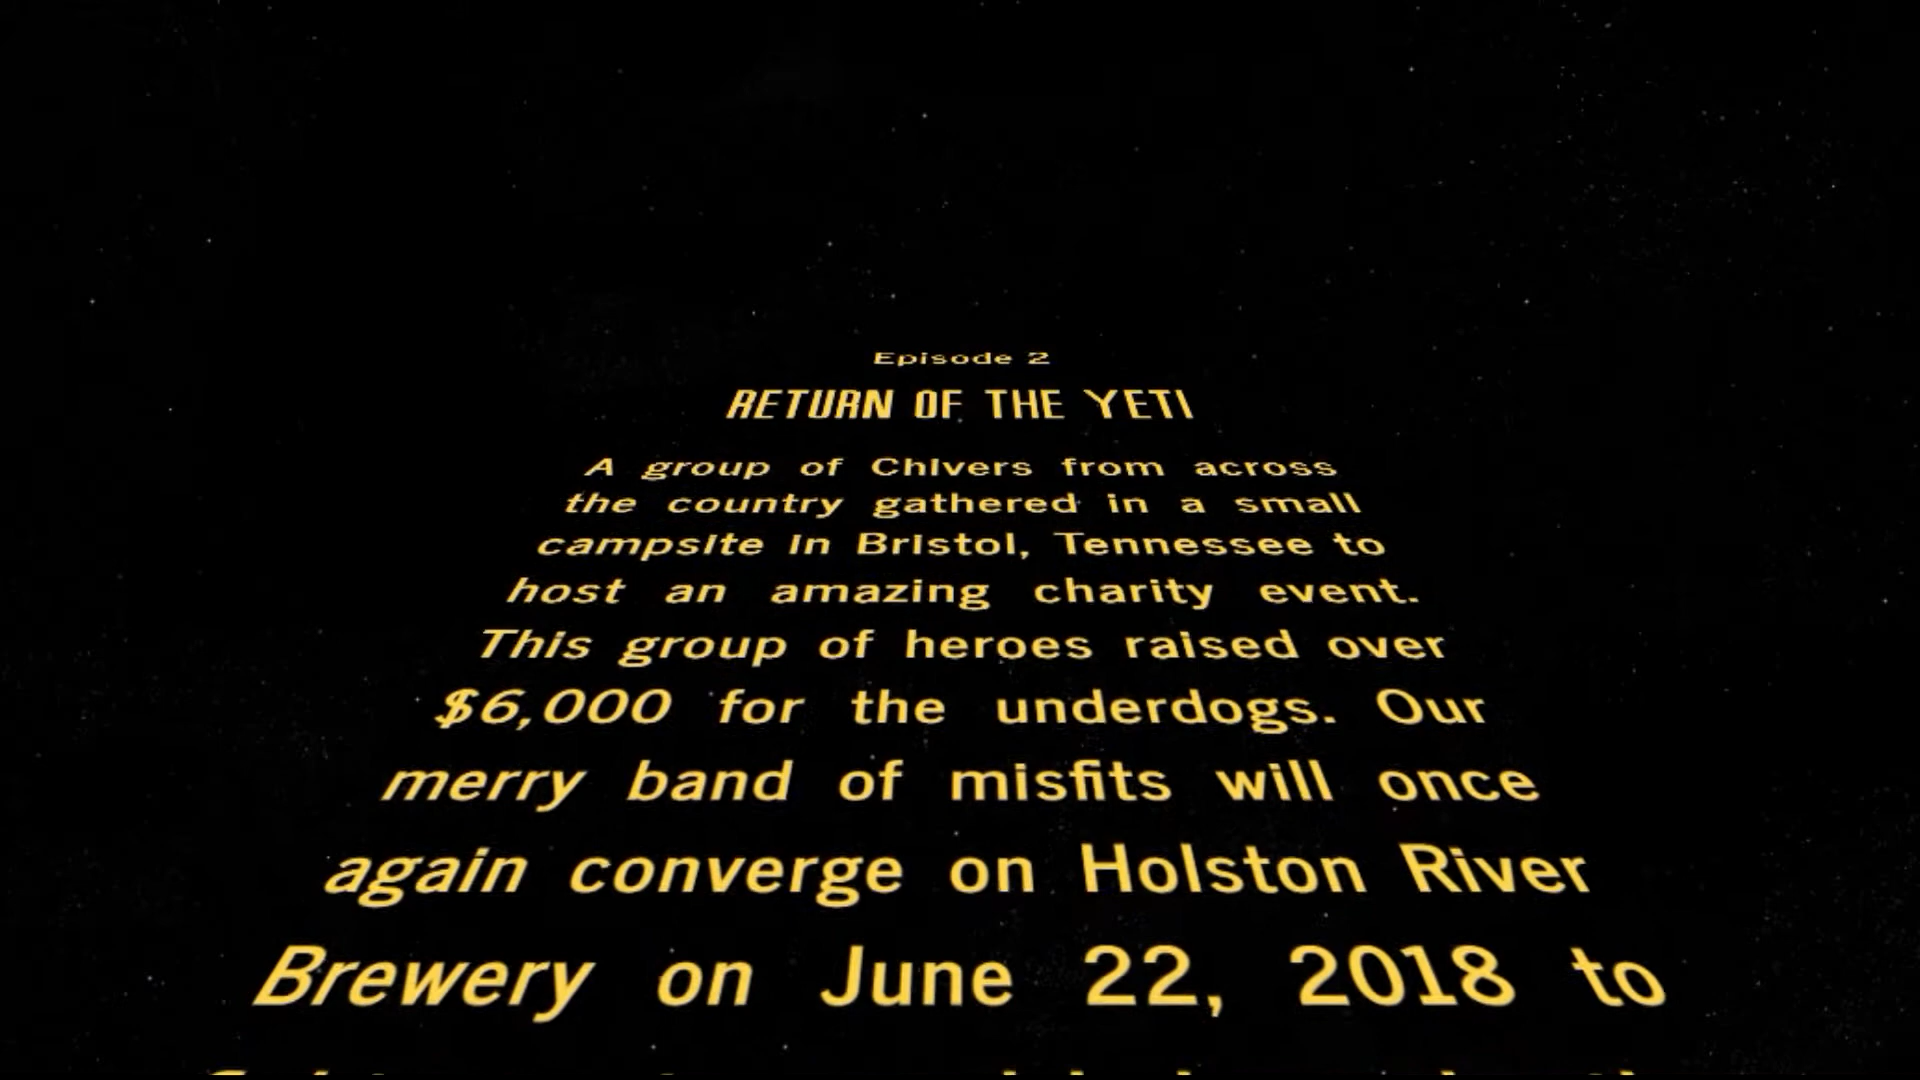 Episode 2
RETURN OF THE YETI
A group of Chivers from across
the country gathered in a small
campsite in Bristol, Tennessee to
host an amazing charity event.
This group of heroes raised over
$6,000 for the underdogs. Our
merry band of misfits will once
again converge on Holston River
Brewery on June 22, 2018 to